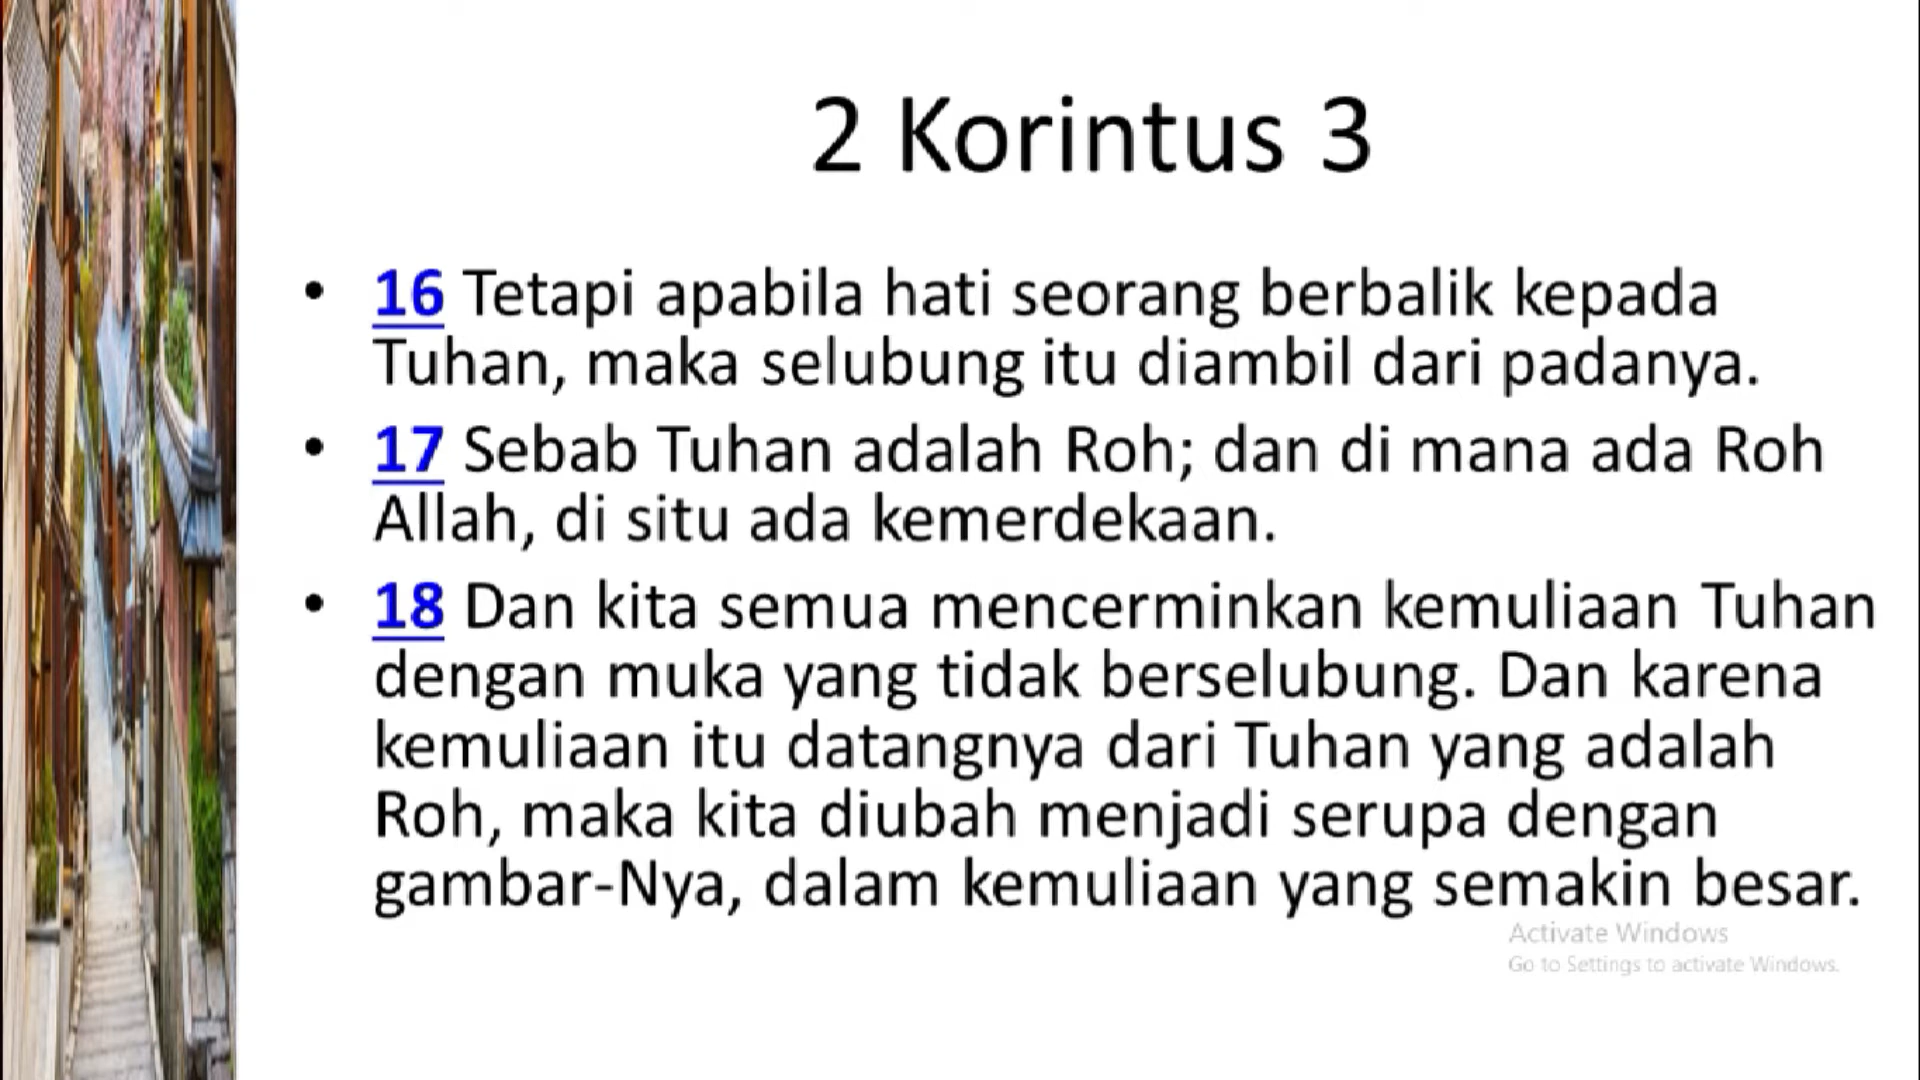 2 Korintus 3
• 16 Tetapi apabila hati seorang berbalik kepada
Tuhan, maka selubung itu diambil dari padanya.
• 17 Sebab Tuhan adalah Roh; dan di mana ada Roh
Allah, di situ ada kemerdekaan.
• 18 Dan kita semua mencerminkan kemuliaan Tuhan
dengan muka yang tidak berselubung. Dan karena
kemuliaan itu datangnya dari Tuhan yang adalah
Roh, maka kita diubah menjadi serupa dengan
gambar-Nya, dalam kemuliaan yang semakin besar.
Activate Windows
Go to Settings to activate Windows.